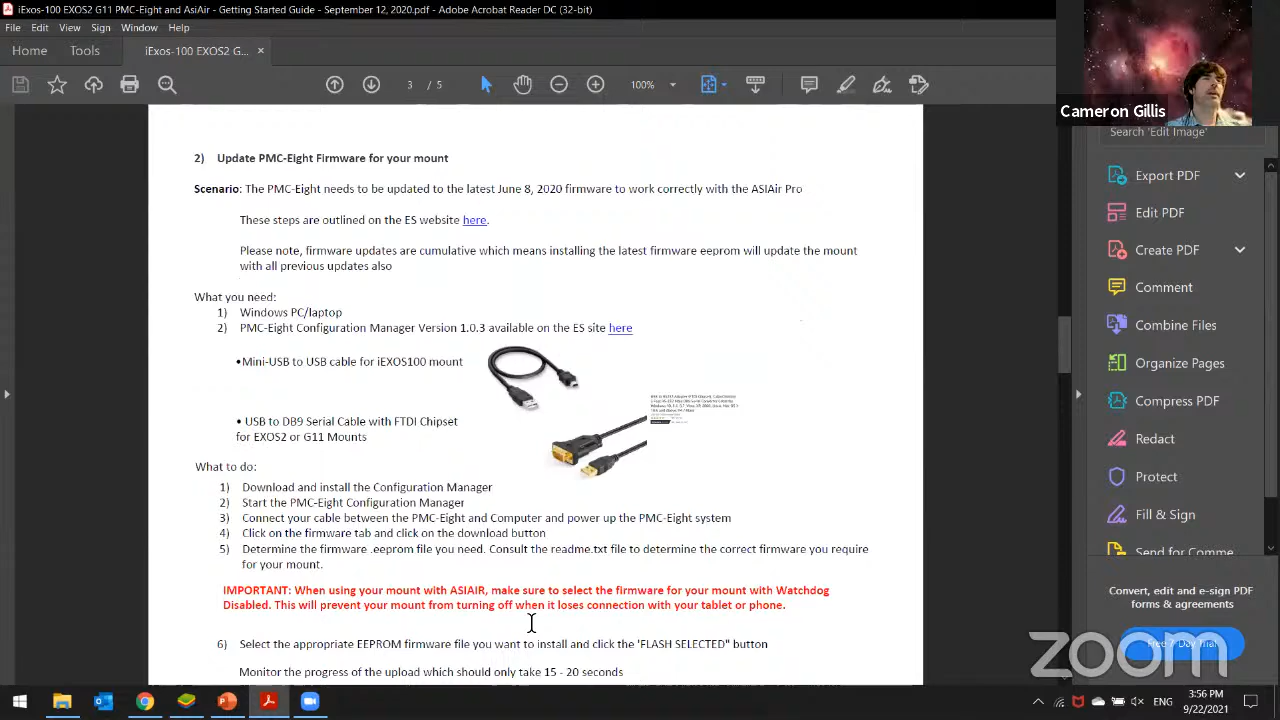 iExos-100 EXOS2 G11 PMC-Eight and AsiAir - Getting Started Guide - September 12, 2020.pdf - Adobe Acrobat Reader DC (32-bit)
File Edit View Sign Window Help
Home Tools iExos-100 EXOS2 G... ×
3 / 5 100%
Cameron Gillis
Search 'Edit Image'
2) Update PMC-Eight Firmware for your mount
Scenario: The PMC-Eight needs to be updated to the latest June 8, 2020 firmware to work correctly with the ASIAir Pro
These steps are outlined on the ES website here.
Please note, firmware updates are cumulative which means installing the latest firmware eeprom will update the mount
with all previous updates also
What you need:
1) Windows PC/laptop
2) PMC-Eight Configuration Manager Version 1.0.3 available on the ES site here
•Mini-USB to USB cable for iEXOS100 mount
• USB to DB9 Serial Cable with FTDI Chipset
for EXOS2 or G11 Mounts
What to do:
1) Download and install the Configuration Manager
2) Start the PMC-Eight Configuration Manager
3) Connect your cable between the PMC-Eight and Computer and power up the PMC-Eight system
4) Click on the firmware tab and click on the download button
5) Determine the firmware .eeprom file you need. Consult the readme.txt file to determine the correct firmware you require
for your mount.
IMPORTANT: When using your mount with ASIAIR, make sure to select the firmware for your mount with Watchdog
Disabled. This will prevent your mount from turning off when it loses connection with your tablet or phone.
6) Select the appropriate EEPROM firmware file you want to install and click the 'FLASH SELECTED" button
Monitor the progress of the upload which should only take 15 - 20 seconds
Export PDF
Edit PDF
Create PDF
Comment
Combine Files
Organize Pages
Compress PDF
Redact
Protect
Fill & Sign
Send for Comme
Convert, edit and e-sign PDF
forms & agreements
Free 7-Day Trial
zoom
ENG
3:56 PM
9/22/2021